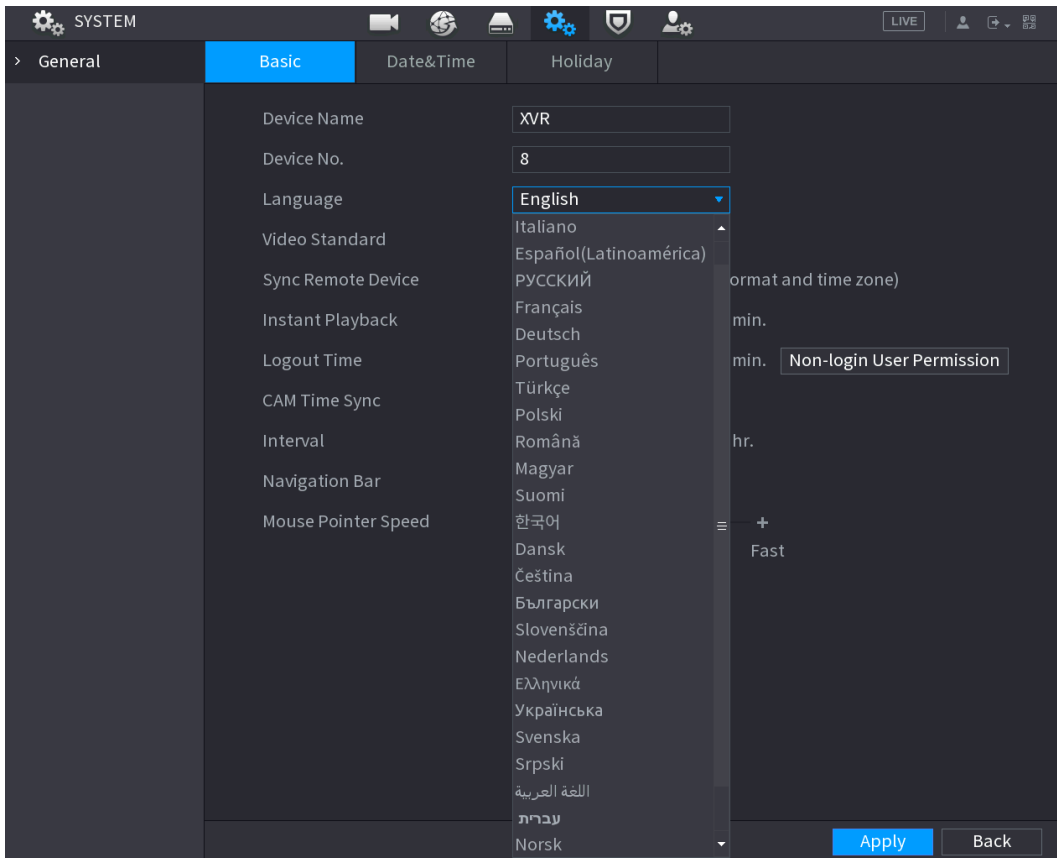 SYSTEM
LIVE
General
Basic
Date&Time
Holiday
Device Name
XVR
Device No.
8
Language
English
Italiano
Video Standard
Español(Latinoamérica)
Sync Remote Device
РУССКИЙ
ormat and time zone)
Français
Instant Playback
min.
Deutsch
Logout Time
Português
min.
Non-login User Permission
Türkçe
CAM Time Sync
Polski
Interval
Română
hr.
Magyar
Navigation Bar
Suomi
Mouse Pointer Speed
한국어
Dansk
Fast
Čeština
Български
Slovenščina
Nederlands
Ελληνικά
Українська
Svenska
Srpski
اللغة العربية
עברית
Norsk
Apply
Back